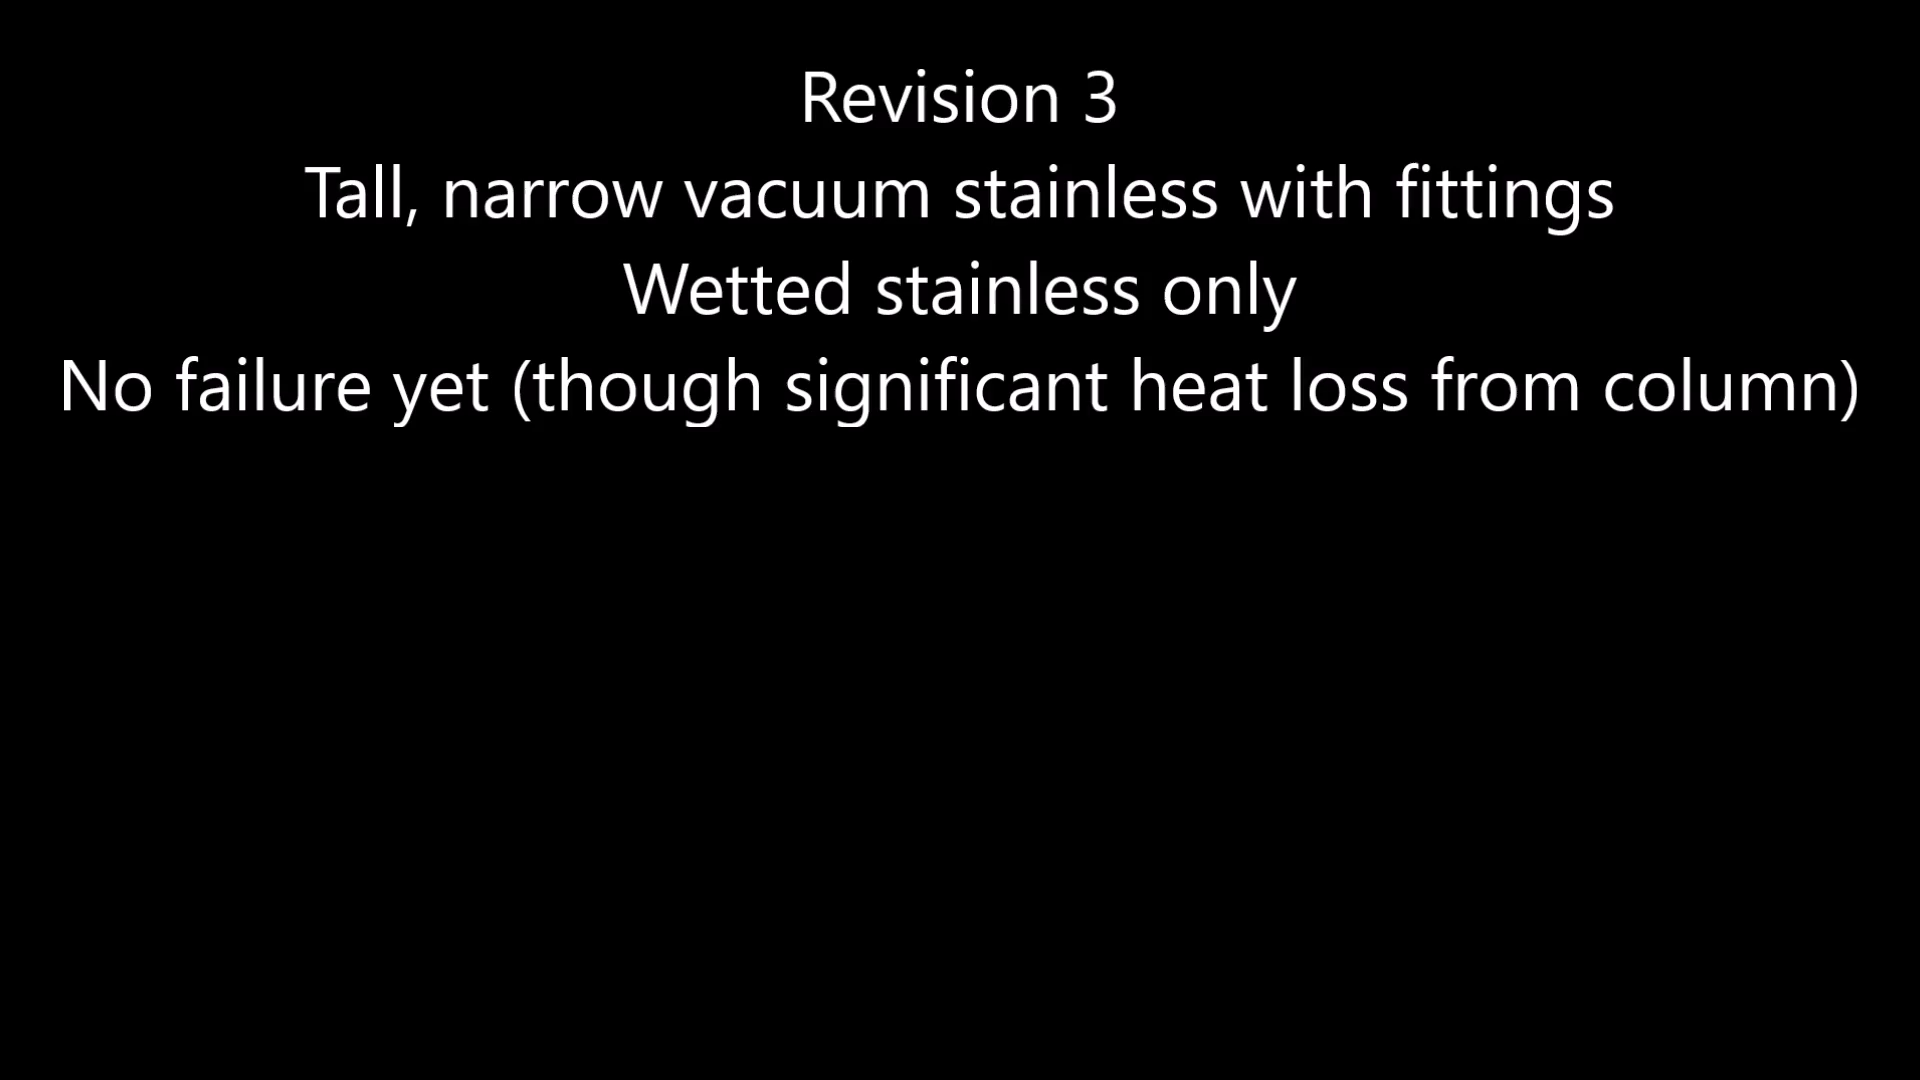 Revision 3
Tall, narrow vacuum stainless with fittings
Wetted stainless only
No failure yet (though significant heat loss from column)